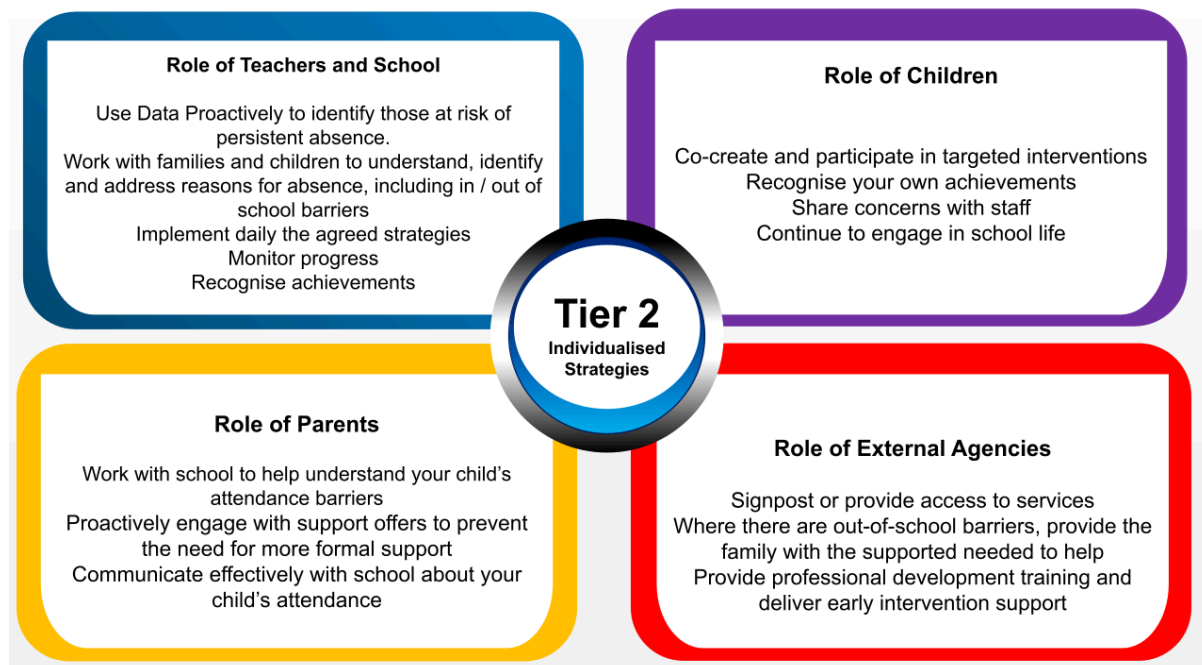 Role of Teachers and School
Use Data Proactively to identify those at risk of
persistent absence.
Work with families and children to understand, identify
and address reasons for absence, including in / out of
school barriers
Implement daily the agreed strategies
Monitor progress
Recognise achievements
Role of Children
Co-create and participate in targeted interventions
Recognise your own achievements
Share concerns with staff
Continue to engage in school life
Tier 2
Individualised
Strategies
Role of Parents
Work with school to help understand your child’s
attendance barriers
Proactively engage with support offers to prevent
the need for more formal support
Communicate effectively with school about your
child’s attendance
Role of External Agencies
Signpost or provide access to services
Where there are out-of-school barriers, provide the
family with the supported needed to help
Provide professional development training and
deliver early intervention support